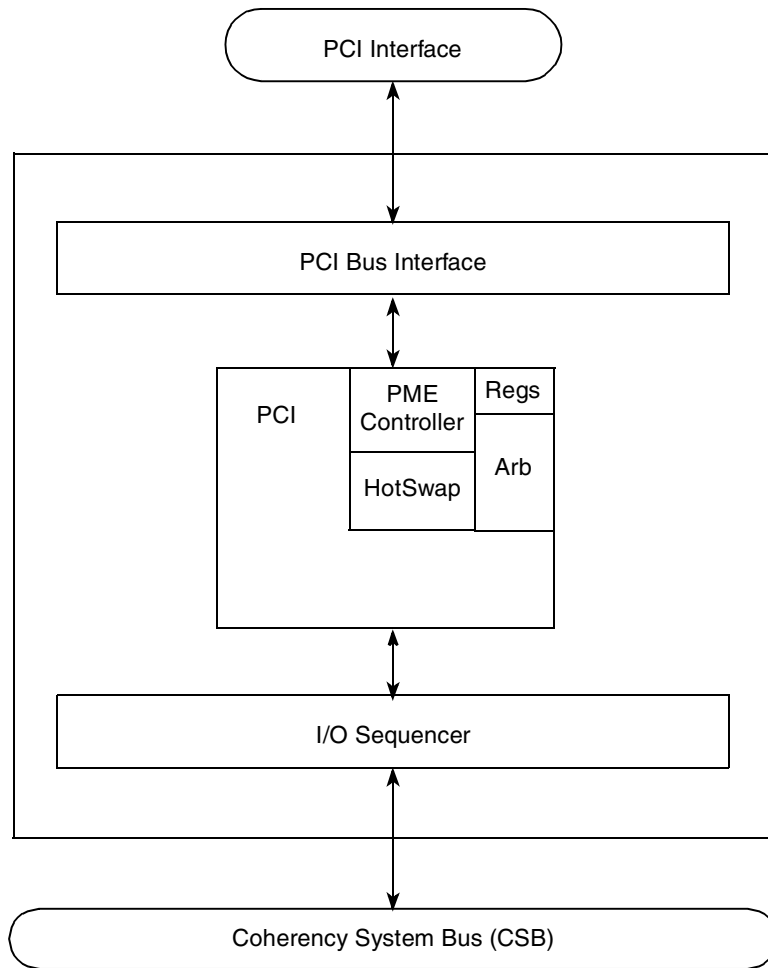 PCI Interface
PCI Bus Interface
PCI
PME
Controller
Regs
HotSwap
Arb
I/O Sequencer
Coherency System Bus (CSB)